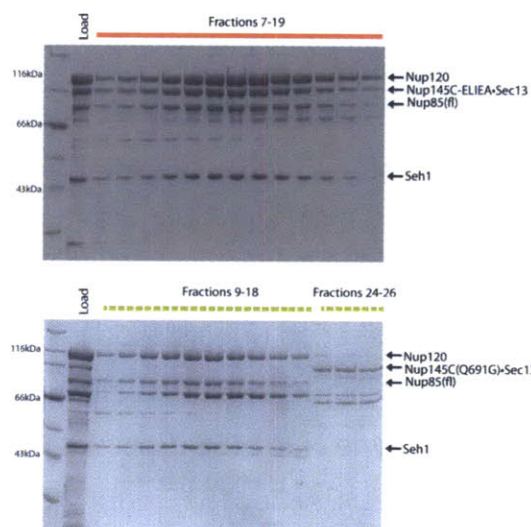 Load
Fractions 7-19
116kDa
Nup120
Nup145C-ELIEA•Sec13
Nup85(fl)
66kDa
Seh1
43kDa
Load
Fractions 9-18
Fractions 24-26
116kDa
Nup120
Nup145C(Q691G)•Sec1
Nup85(fl)
66kDa
Seh1
43kDa